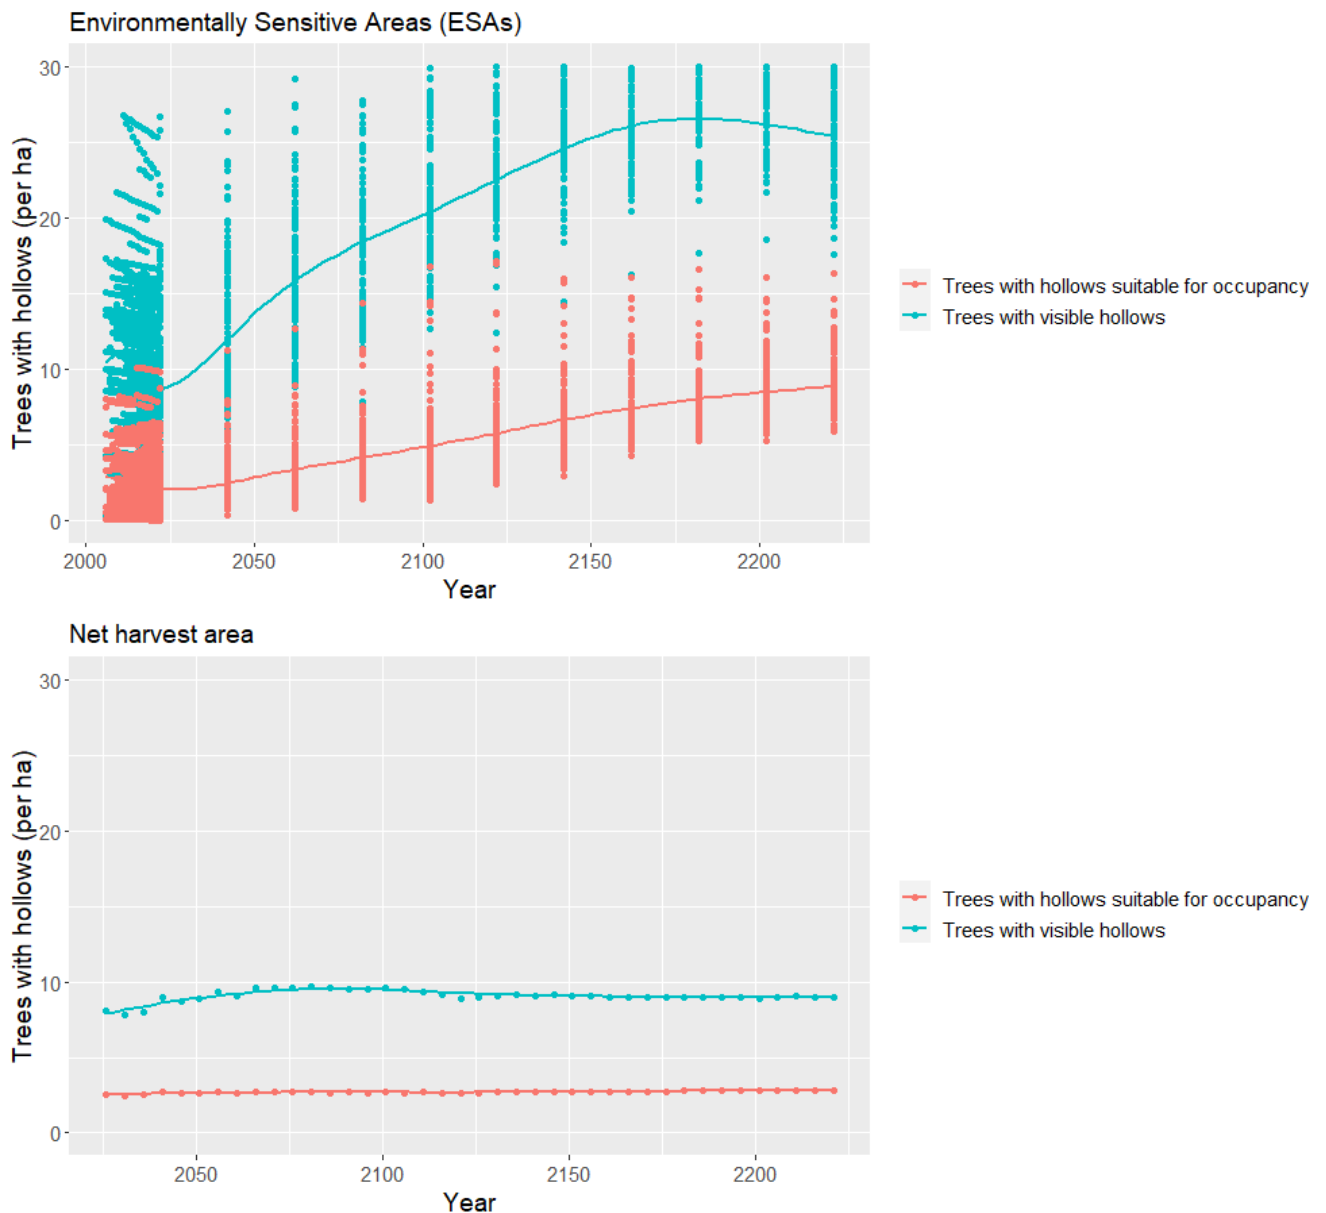 Environmentally Sensitive Areas (ESAs)
Trees with hollows (per ha)
30
20
10
0
2000 2050 2100 2150 2200
Year
Trees with hollows suitable for occupancy
Trees with visible hollows
Net harvest area
Trees with hollows (per ha)
30
20
10
0
2050 2100 2150 2200
Year
Trees with hollows suitable for occupancy
Trees with visible hollows